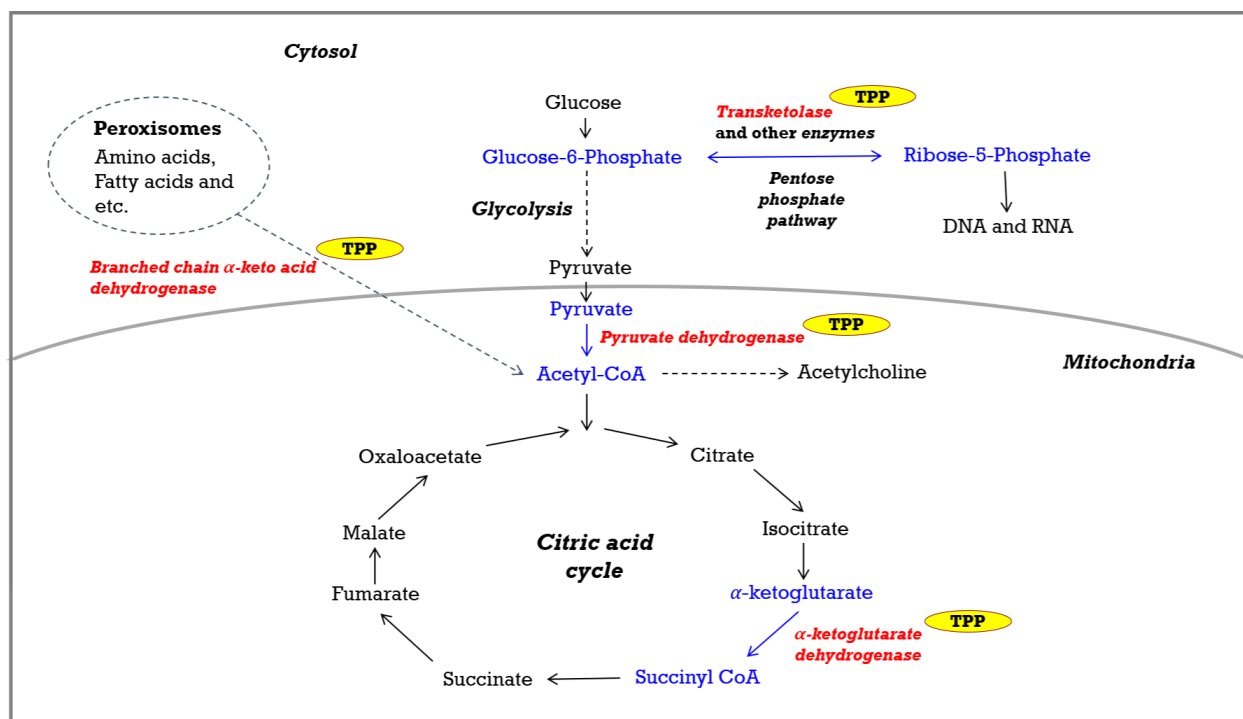 Cytosol
Peroxisomes
Amino acids,
Fatty acids and
etc.
TPP
Branched chain α-keto acid
dehydrogenase
Glucose
Glucose-6-Phosphate
TPP
Transketolase
and other enzymes
Ribose-5-Phosphate
Pentose
phosphate
pathway
DNA and RNA
Glycolysis
Pyruvate
Pyruvate
Pyruvate dehydrogenase
TPP
Mitochondria
Acetyl-CoA
Acetylcholine
Oxaloacetate
Citrate
Malate
Isocitrate
Citric acid
cycle
Fumarate
α-ketoglutarate
TPP
α-ketoglutarate
dehydrogenase
Succinate
Succinyl CoA